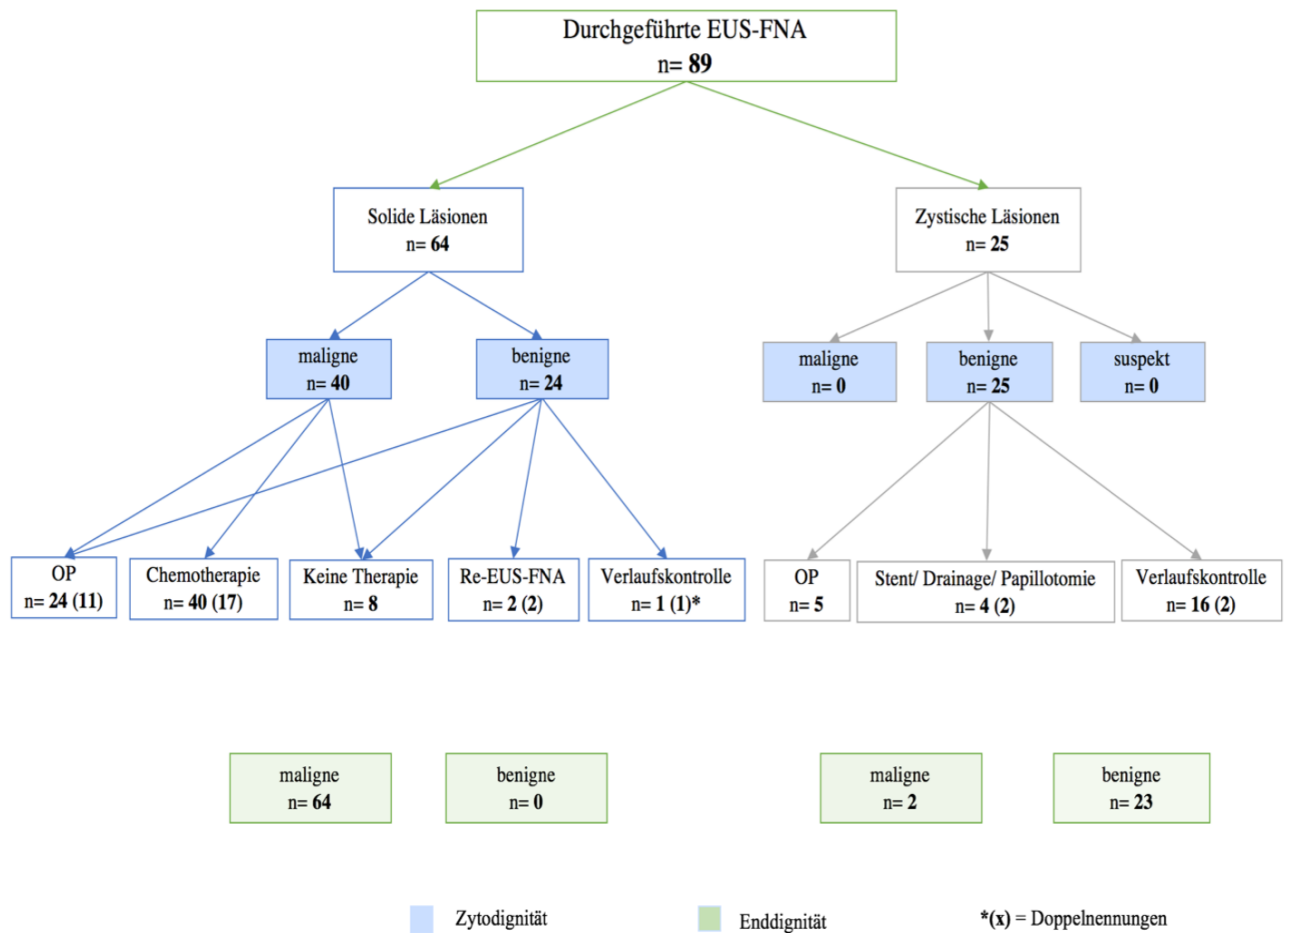 Durchgeführte EUS-FNA
n= 89
Solide Läsionen
n= 64
Zystische Läsionen
n= 25
maligne
n= 40
benigne
n= 24
maligne
n= 0
benigne
n= 25
suspekt
n= 0
OP
n= 24 (11)
Chemotherapie
n= 40 (17)
Keine Therapie
n= 8
Re-EUS-FNA
n= 2 (2)
Verlaufskontrolle
n= 1 (1)*
OP
n= 5
Stent/ Drainage/ Papillotomie
n= 4 (2)
Verlaufskontrolle
n= 16 (2)
maligne
n= 64
benigne
n= 0
maligne
n= 2
benigne
n= 23
Zytodignität
Enddignität
*(x) = Doppelnennungen